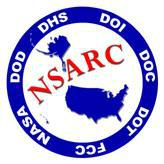 DOD DHS DOI DOC DOT FCC NASA
NSARC